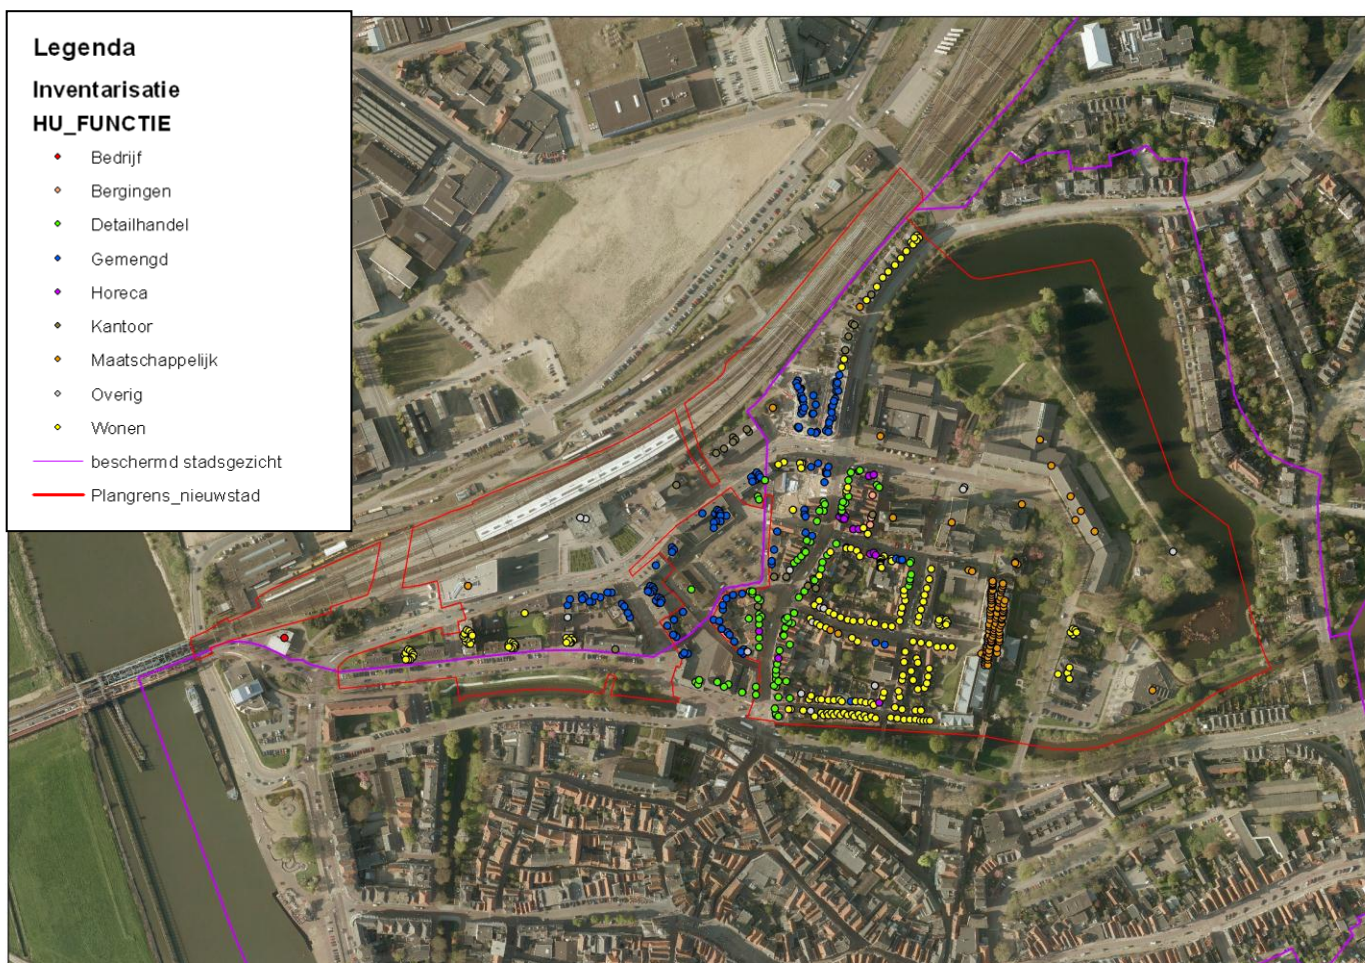 Legenda
Inventarisatie
HU_FUNCTIE
Bedrijf
Bergingen
Detailhandel
Gemengd
Horeca
Kantoor
Maatschappelijk
Overig
Wonen
beschermd stadsgezicht
Plangrens_nieuwstad